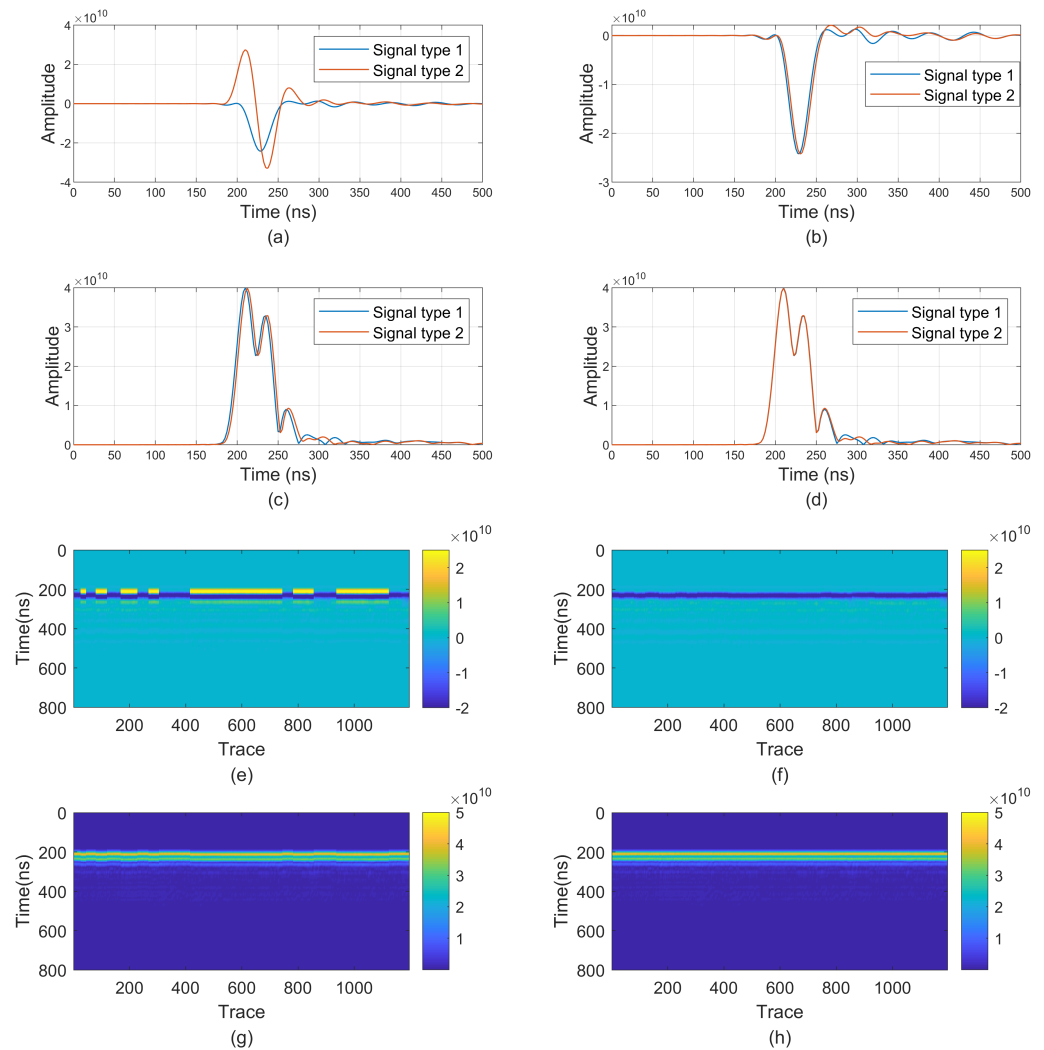 ×10^10
4
2
0
-2
-4
Amplitude
Signal type 1
Signal type 2
0 50 100 150 200 250 300 350 400 450 500
Time (ns)
(a)
×10^10
0
-1
-2
-3
Amplitude
Signal type 1
Signal type 2
0 50 100 150 200 250 300 350 400 450 500
Time (ns)
(b)
×10^10
4
3
2
1
0
Amplitude
Signal type 1
Signal type 2
0 50 100 150 200 250 300 350 400 450 500
Time (ns)
(c)
×10^10
4
3
2
1
0
Amplitude
Signal type 1
Signal type 2
0 50 100 150 200 250 300 350 400 450 500
Time (ns)
(d)
0
200
400
600
800
Time(ns)
200 400 600 800 1000
Trace
×10^10
2
1
0
-1
-2
(e)
0
200
400
600
800
Time(ns)
200 400 600 800 1000
Trace
×10^10
2
1
0
-1
-2
(f)
0
200
400
600
800
Time(ns)
200 400 600 800 1000
Trace
×10^10
5
4
3
2
1
(g)
0
200
400
600
800
Time(ns)
200 400 600 800 1000
Trace
×10^10
5
4
3
2
1
(h)